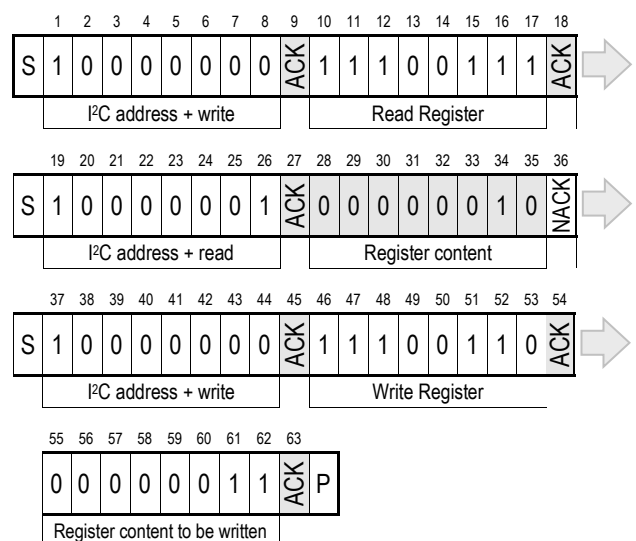 1 2 3 4 5 6 7 8 9 10 11 12 13 14 15 16 17 18
S 1 0 0 0 0 0 0 0 ACK 1 1 1 0 0 1 1 1 ACK
I²C address + write Read Register
19 20 21 22 23 24 25 26 27 28 29 30 31 32 33 34 35 36
S 1 0 0 0 0 0 0 1 ACK 0 0 0 0 0 0 1 0 NACK
I²C address + read Register content
37 38 39 40 41 42 43 44 45 46 47 48 49 50 51 52 53 54
S 1 0 0 0 0 0 0 0 ACK 1 1 1 0 0 1 1 0 ACK
I²C address + write Write Register
55 56 57 58 59 60 61 62 63
0 0 0 0 0 0 1 1 ACK P
Register content to be written